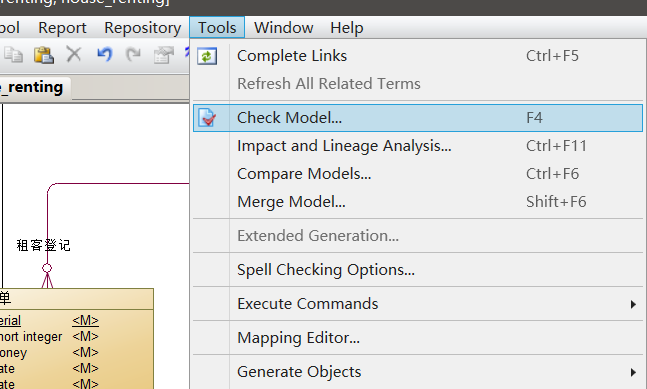 renting, house_renting]
bol Report Repository Tools Window Help
e_renting
Complete Links Ctrl+F5
Refresh All Related Terms
Check Model... F4
Impact and Lineage Analysis... Ctrl+F11
Compare Models... Ctrl+F6
Merge Model... Shift+F6
Extended Generation...
Spell Checking Options...
Execute Commands
Mapping Editor...
Generate Objects
租客登记
单
erial <M>
hort integer <M>
oney <M>
ate <M>
ate <M>